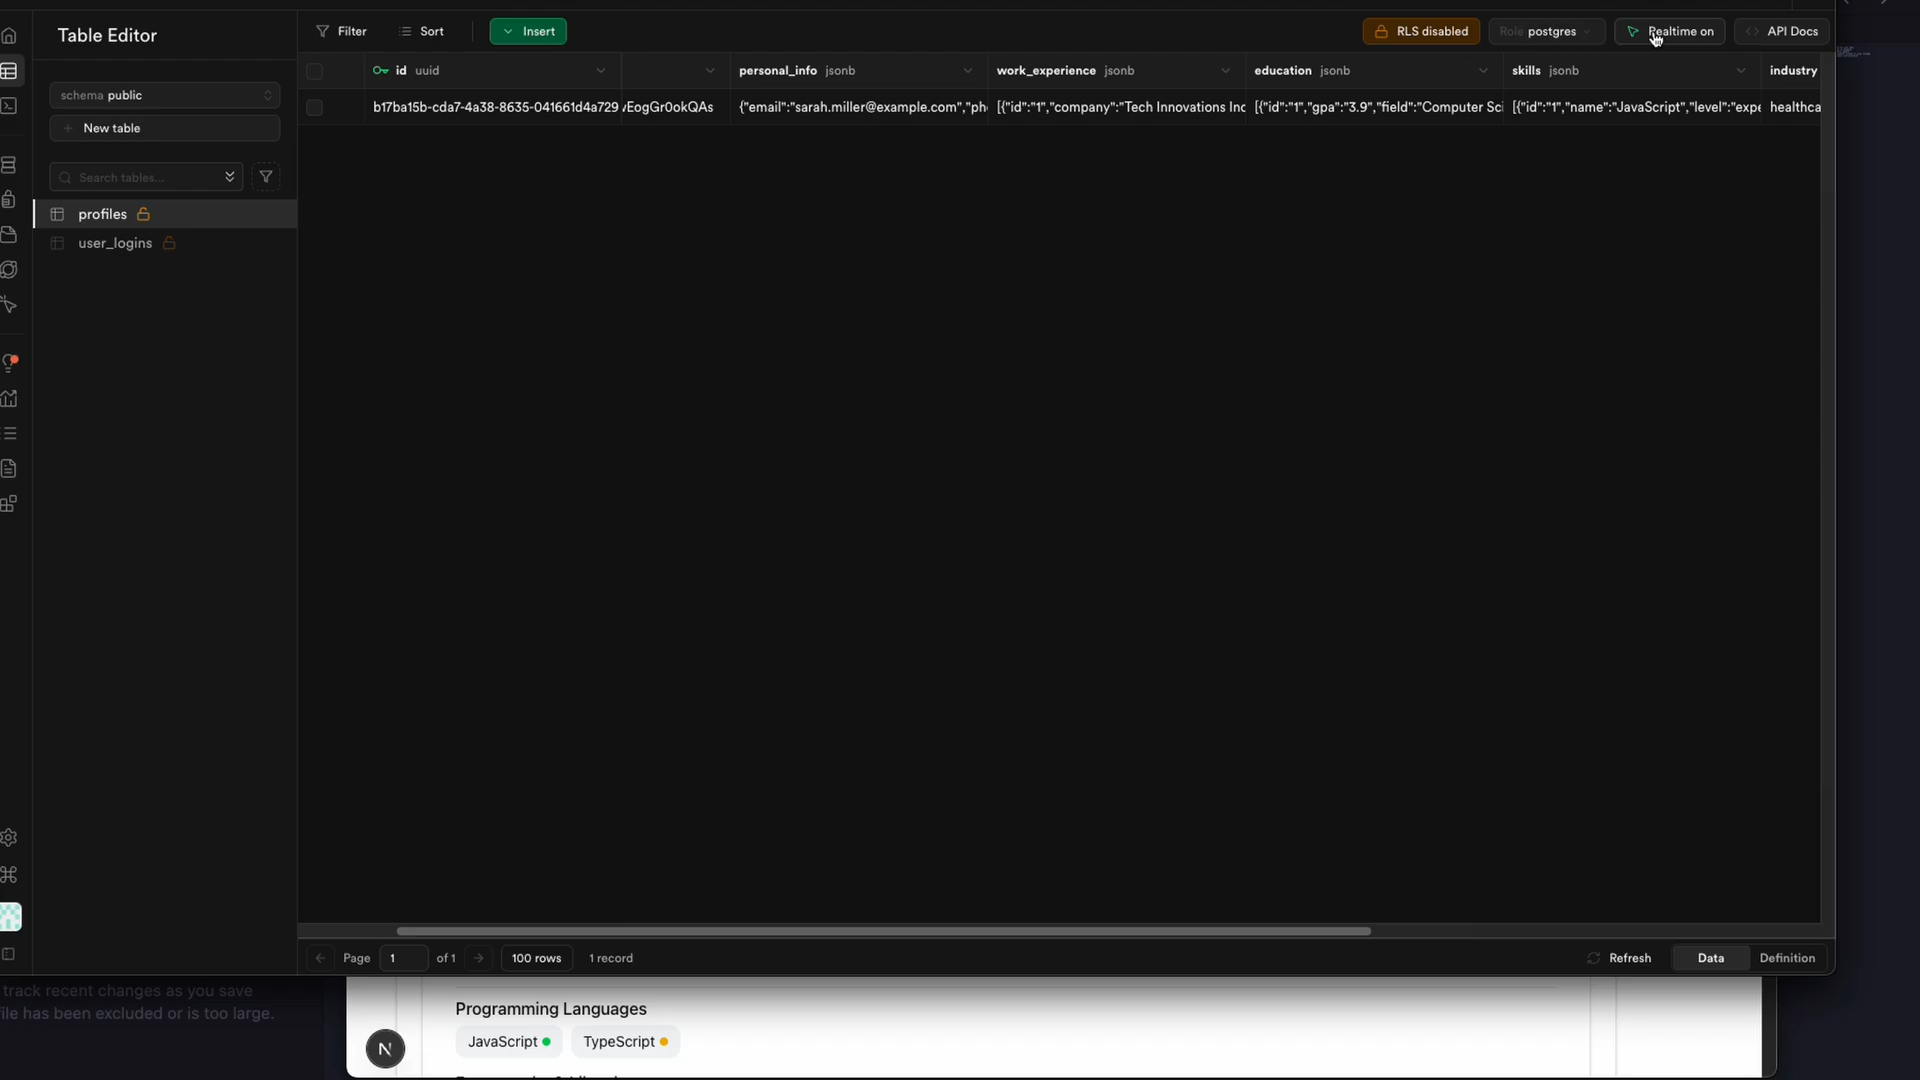 Table Editor
Filter
Sort
Insert
RLS disabled
Role postgres
Realtime on
API Docs
schema public
New table
Search tables...
profiles
user_logins
id uuid
personal_info jsonb
work_experience jsonb
education jsonb
skills jsonb
industry
b17ba15b-cda7-4a38-8635-041661d4a729
EogGr0okQAs
{"email":"sarah.miller@example.com","ph
[{"id":"1","company":"Tech Innovations Inc
[{"id":"1","gpa":"3.9","field":"Computer Sci
[{"id":"1","name":"JavaScript","level":"expe
healthca
Page 1 of 1
100 rows
1 record
Refresh
Data
Definition
track recent changes as you save
file has been excluded or is too large.
Programming Languages
JavaScript
TypeScript
N